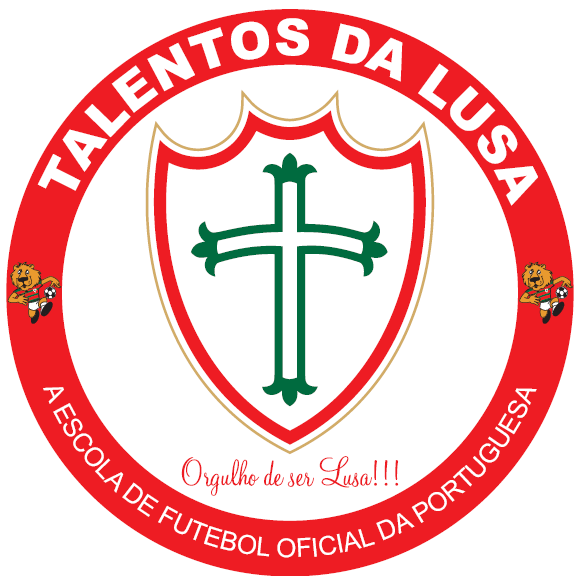 TALENTOS DA LUSA
Orgulho de ser Lusa!!!
A ESCOLA DE FUTEBOL OFICIAL DA PORTUGUESA